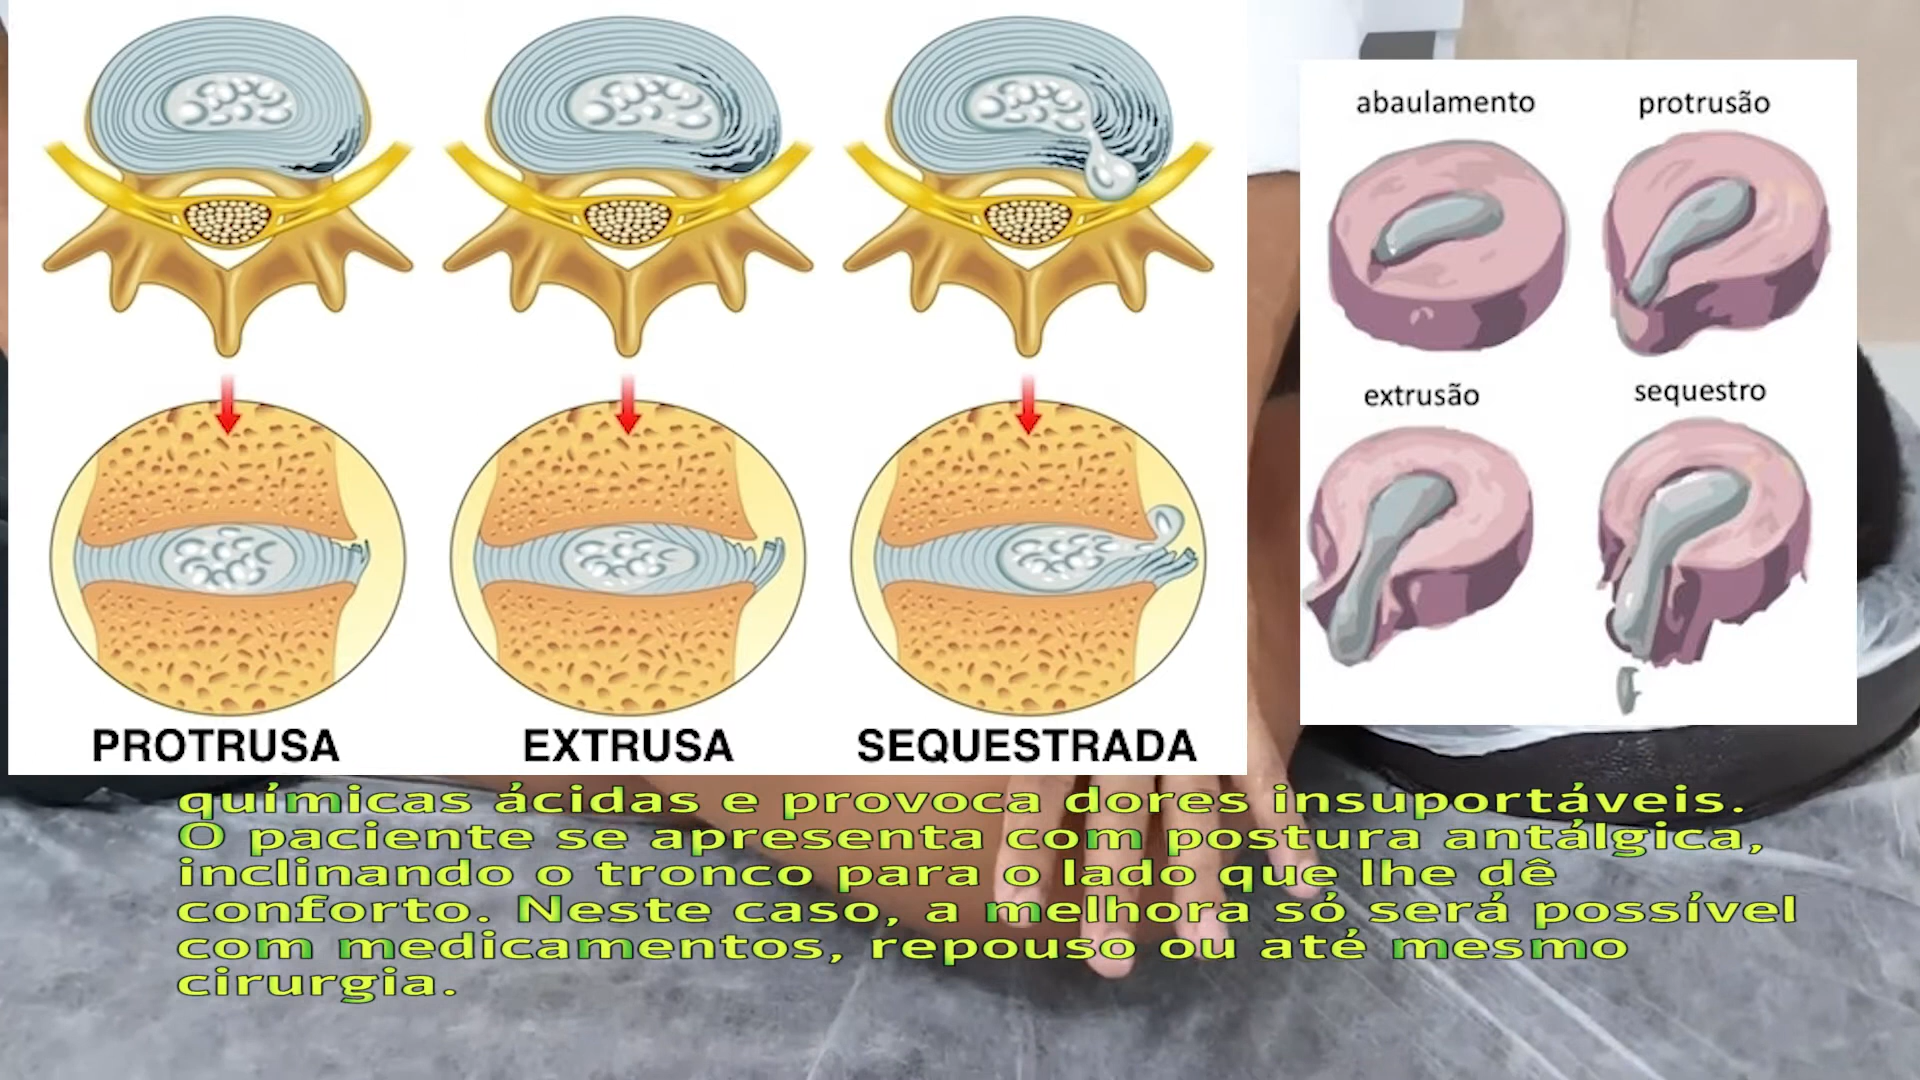 abaulamento protrusão
extrusão sequestro
PROTRUSA EXTRUSA SEQUESTRADA
químicas ácidas e provoca dores insuportáveis.
O paciente se apresenta com postura antálgica,
inclinando o tronco para o lado que lhe dê
conforto. Neste caso, a melhora só será possível
com medicamentos, repouso ou até mesmo
cirurgia.